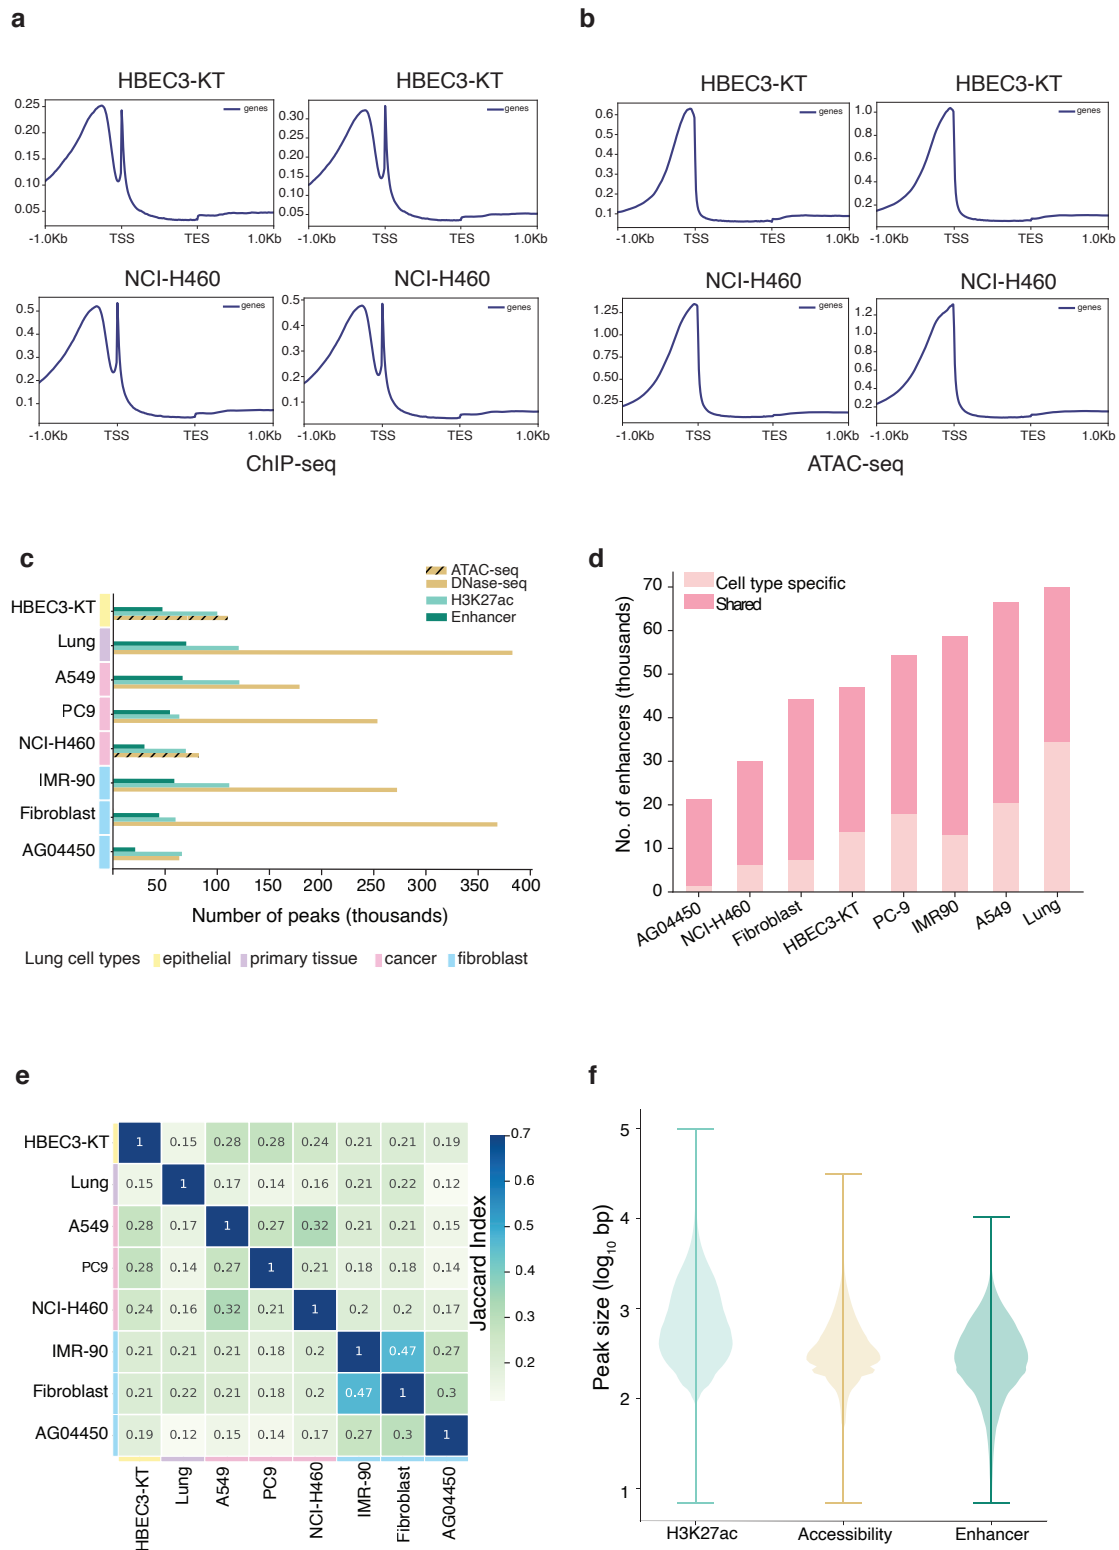 a
b
HBEC3-KT
HBEC3-KT
HBEC3-KT
HBEC3-KT
genes
genes
genes
genes
0.25
0.20
0.15
0.10
0.05
0.30
0.25
0.20
0.15
0.10
0.05
0.6
0.5
0.4
0.3
0.2
0.1
1.0
0.8
0.6
0.4
0.2
-1.0Kb TSS TES 1.0Kb
-1.0Kb TSS TES 1.0Kb
-1.0Kb TSS TES 1.0Kb
-1.0Kb TSS TES 1.0Kb
NCI-H460
NCI-H460
NCI-H460
NCI-H460
genes
genes
genes
genes
0.5
0.4
0.3
0.2
0.1
0.5
0.4
0.3
0.2
0.1
1.25
1.00
0.75
0.50
0.25
1.2
1.0
0.8
0.6
0.4
0.2
-1.0Kb TSS TES 1.0Kb
-1.0Kb TSS TES 1.0Kb
-1.0Kb TSS TES 1.0Kb
-1.0Kb TSS TES 1.0Kb
ChIP-seq
ATAC-seq
c
ATAC-seq
DNase-seq
H3K27ac
Enhancer
HBEC3-KT
Lung
A549
PC9
NCI-H460
IMR-90
Fibroblast
AG04450
50 100 150 200 250 300 350 400
Number of peaks (thousands)
Lung cell types epithelial primary tissue cancer fibroblast
d
Cell type specific
Shared
No. of enhancers (thousands)
70
60
50
40
30
20
10
0
AG04450
NCI-H460
Fibroblast
HBEC3-KT
PC-9
IMR90
A549
Lung
e
HBEC3-KT 1 0.15 0.28 0.28 0.24 0.21 0.21 0.19
Lung 0.15 1 0.17 0.14 0.16 0.21 0.22 0.12
A549 0.28 0.17 1 0.27 0.32 0.21 0.21 0.15
PC9 0.28 0.14 0.27 1 0.21 0.18 0.18 0.14
NCI-H460 0.24 0.16 0.32 0.21 1 0.2 0.2 0.17
IMR-90 0.21 0.21 0.21 0.18 0.2 1 0.47 0.27
Fibroblast 0.21 0.22 0.21 0.18 0.2 0.47 1 0.3
AG04450 0.19 0.12 0.15 0.14 0.17 0.27 0.3 1
HBEC3-KT
Lung
A549
PC9
NCI-H460
IMR-90
Fibroblast
AG04450
Jaccard Index
0.7
0.6
0.5
0.4
0.3
0.2
f
Peak size (log10 bp)
5
4
3
2
1
H3K27ac
Accessibility
Enhancer